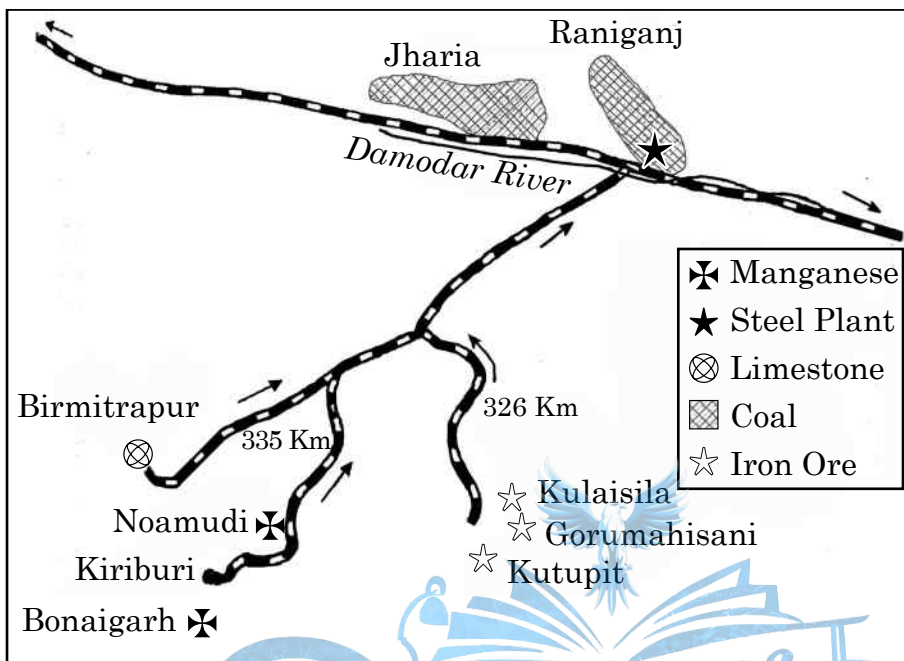 Raniganj
Jharia
Damodar River
Manganese
Steel Plant
Limestone
Coal
Iron Ore
Birmitrapur
335 Km
326 Km
Kulaisila
Noamudi
Gorumahisani
Kutupit
Kiriburi
Bonaigarh